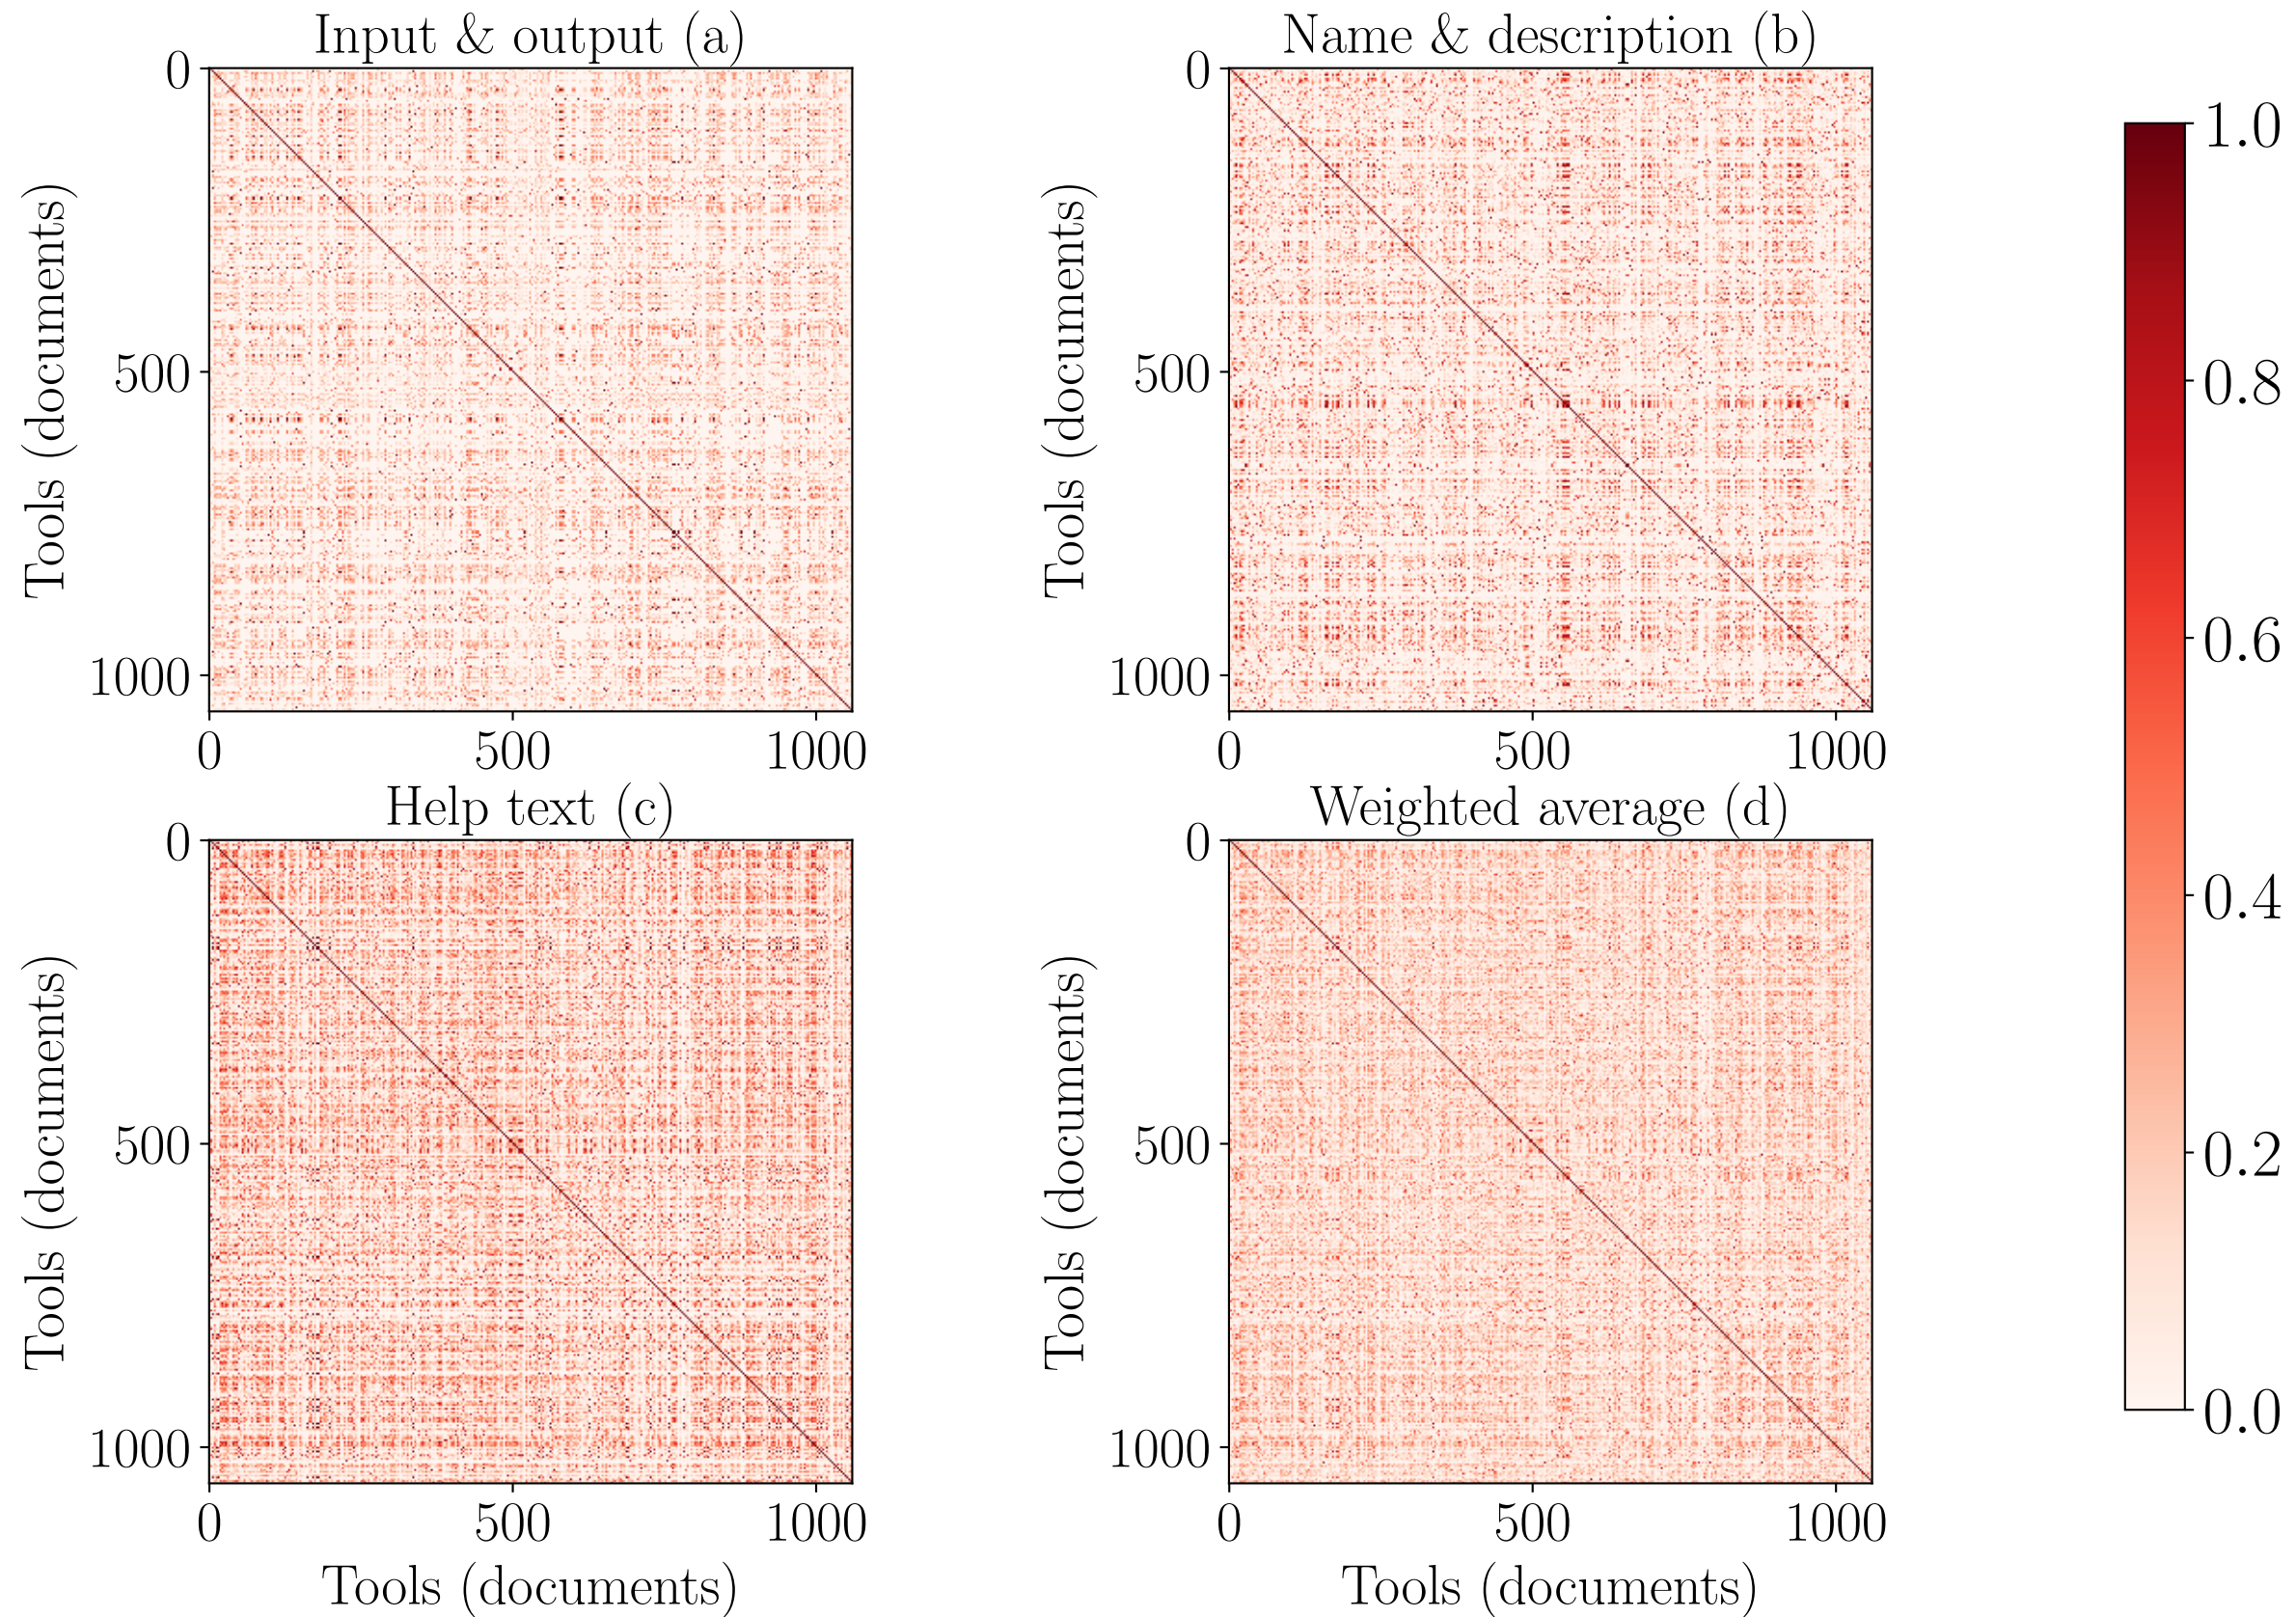 Input & output (a)
0
500
1000
Tools (documents)
0 500 1000
Name & description (b)
0
500
1000
Tools (documents)
0 500 1000
Help text (c)
0
500
1000
Tools (documents)
0 500 1000
Tools (documents)
Weighted average (d)
0
500
1000
Tools (documents)
0 500 1000
Tools (documents)
1.0
0.8
0.6
0.4
0.2
0.0